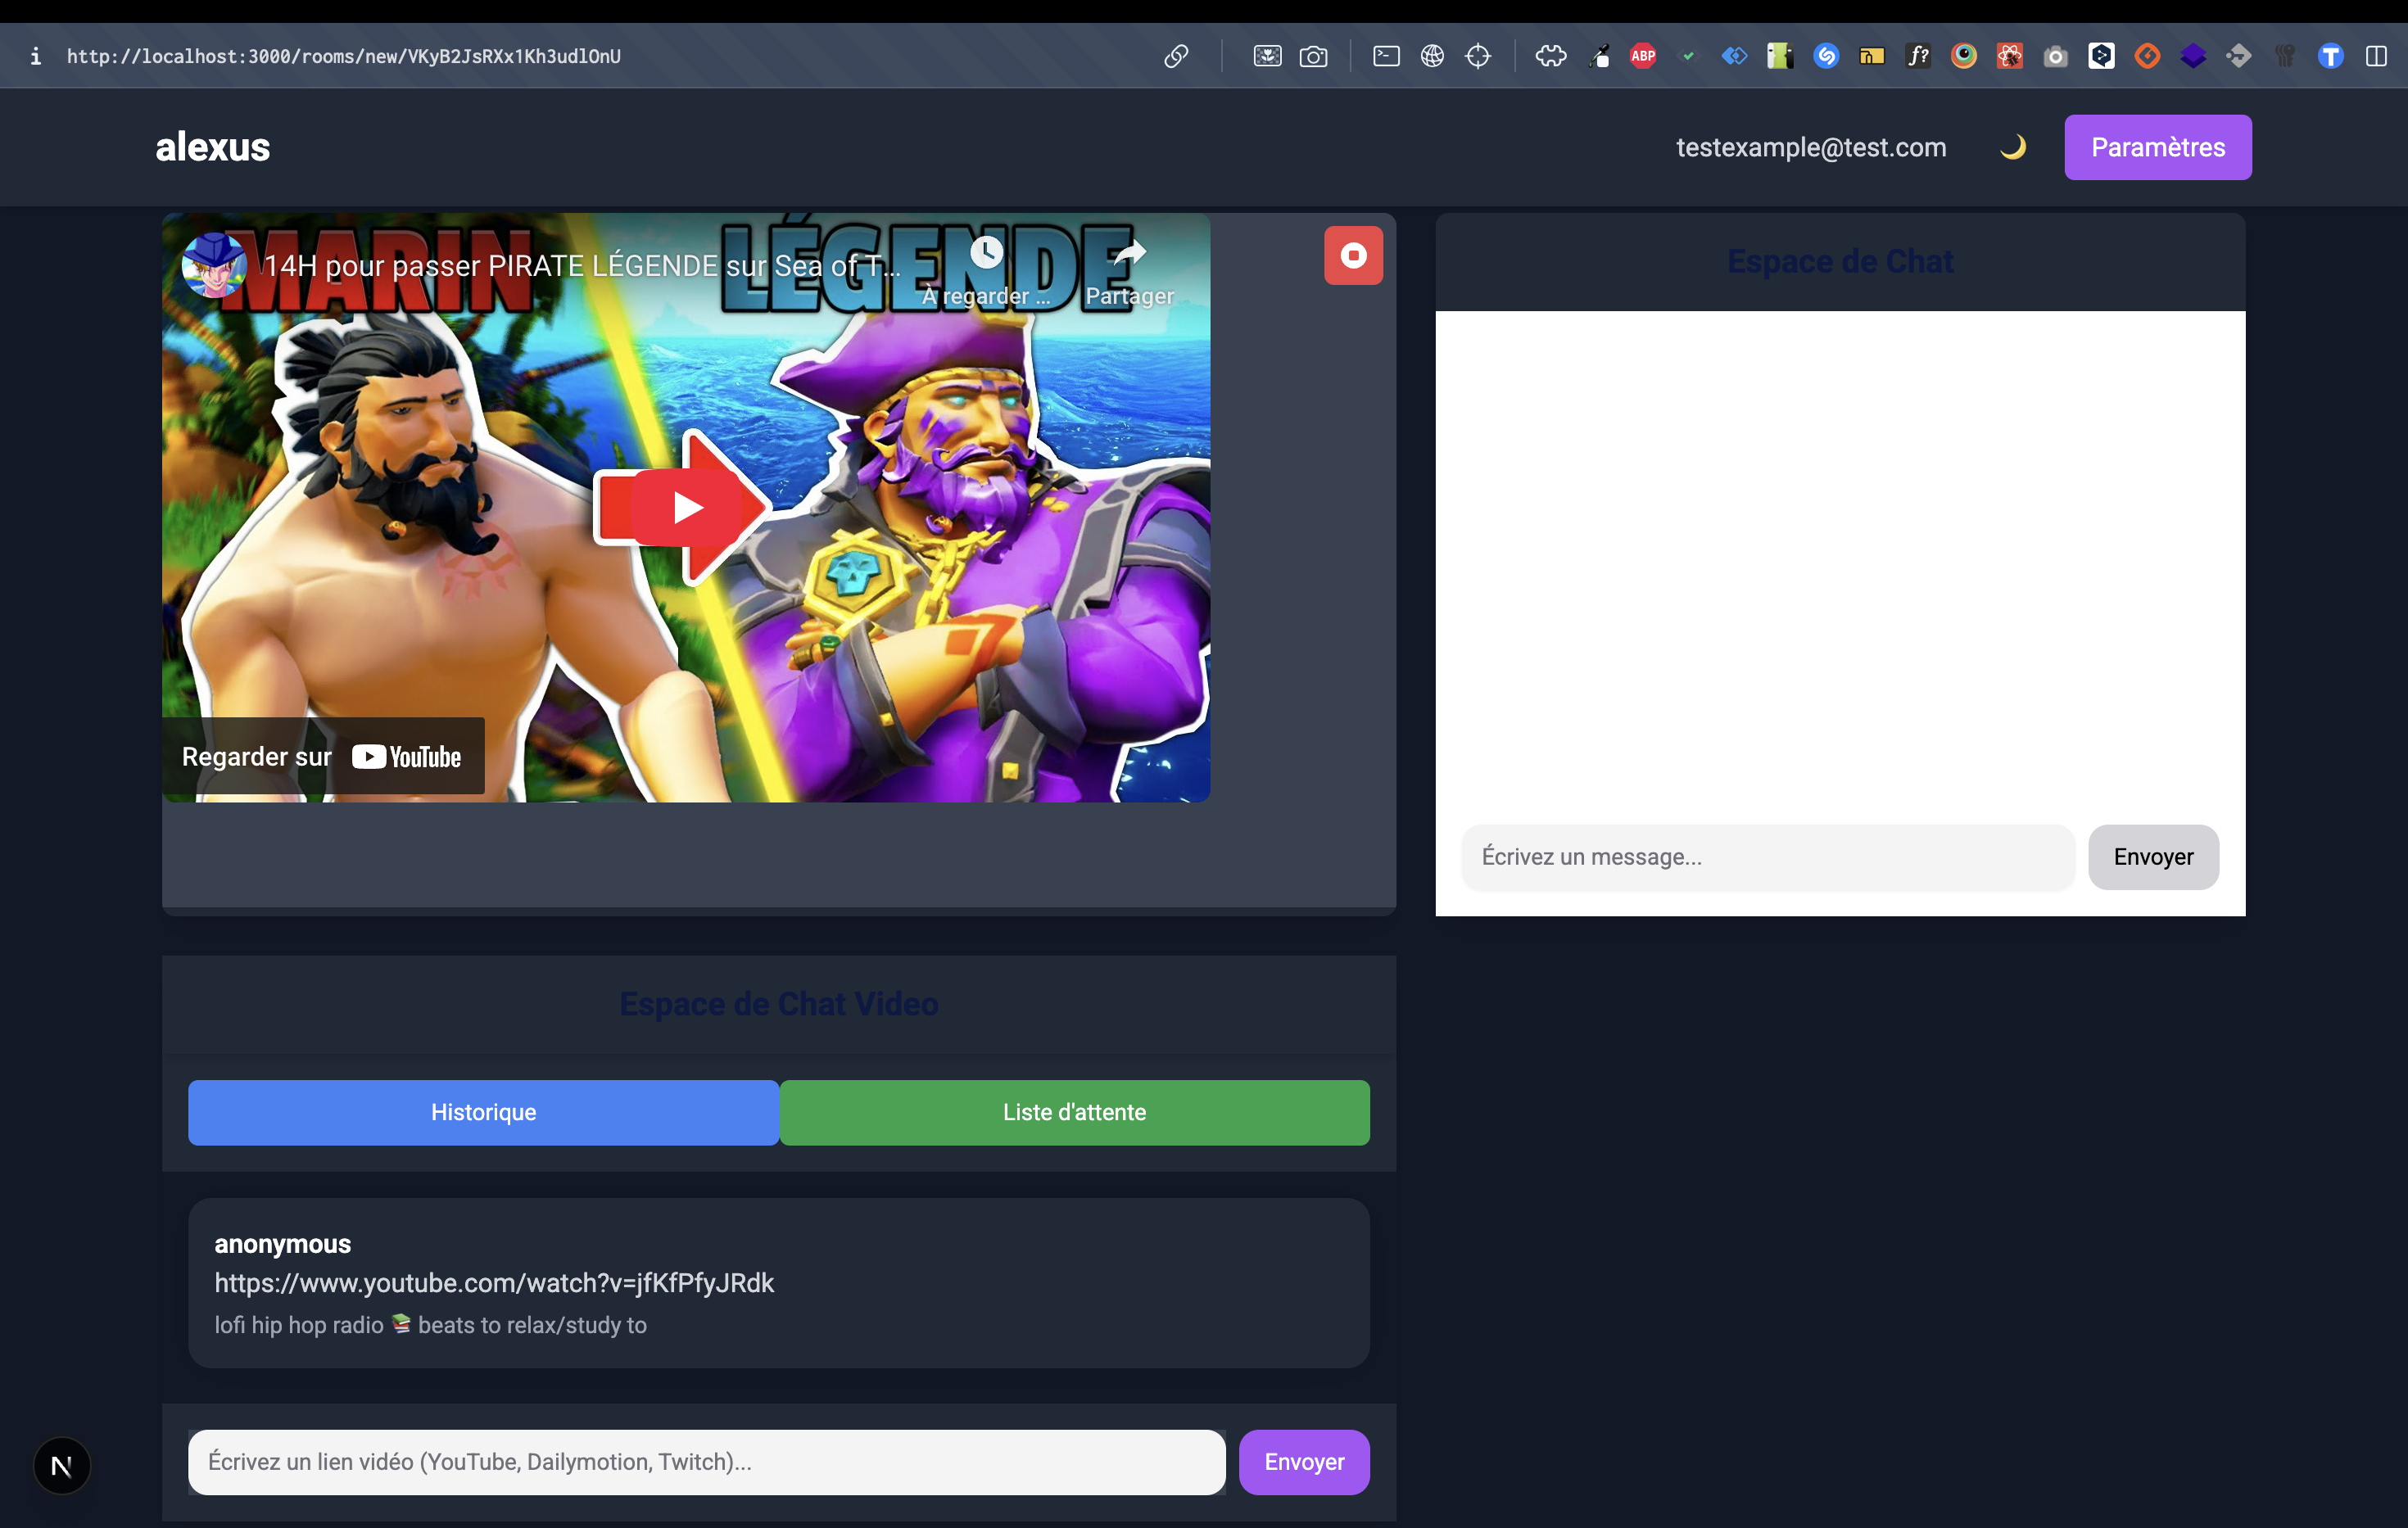 http://localhost:3000/rooms/new/VKyB2JsRXx1Kh3udlOnU
ABP
f?
T
alexus
testexample@test.com
Paramètres
MARIN
LÉGENDE
14H pour passer PIRATE LÉGENDE sur Sea of T...
À regarder ...
Partager
Regarder sur YouTube
Espace de Chat
Écrivez un message...
Envoyer
Espace de Chat Video
Historique
Liste d'attente
anonymous
https://www.youtube.com/watch?v=jfKfPfyJRdk
lofi hip hop radio 📚 beats to relax/study to
Écrivez un lien vidéo (YouTube, Dailymotion, Twitch)...
Envoyer
N